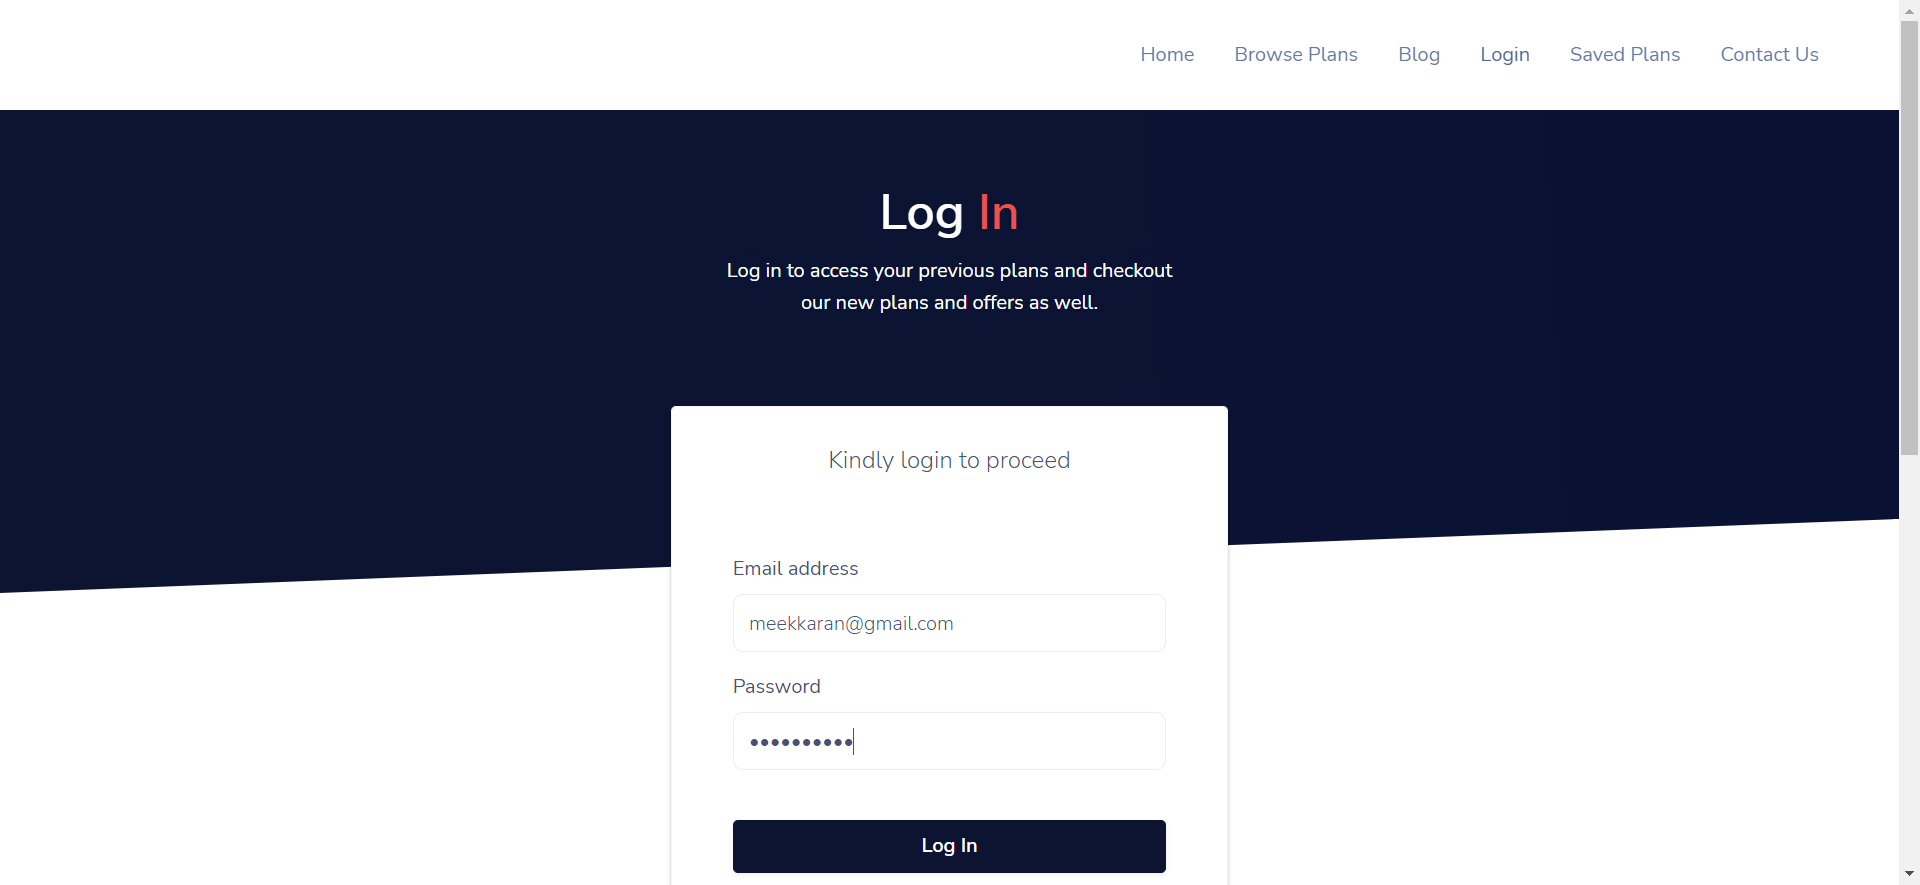 Home Browse Plans Blog Login Saved Plans Contact Us
Log In
Log in to access your previous plans and checkout
our new plans and offers as well.
Kindly login to proceed
Email address
meekkaran@gmail.com
Password
••••••••••
Log In